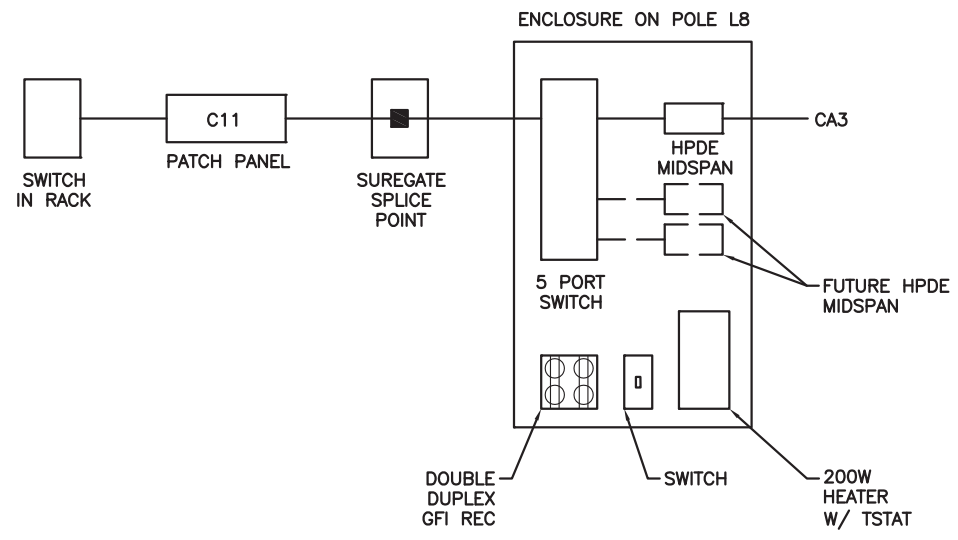 ENCLOSURE ON POLE L8
SWITCH
IN RACK
C11
PATCH PANEL
SUREGATE
SPLICE
POINT
HPDE
MIDSPAN
CA3
5 PORT
SWITCH
FUTURE HPDE
MIDSPAN
DOUBLE
DUPLEX
GFI REC
SWITCH
200W
HEATER
W/ TSTAT